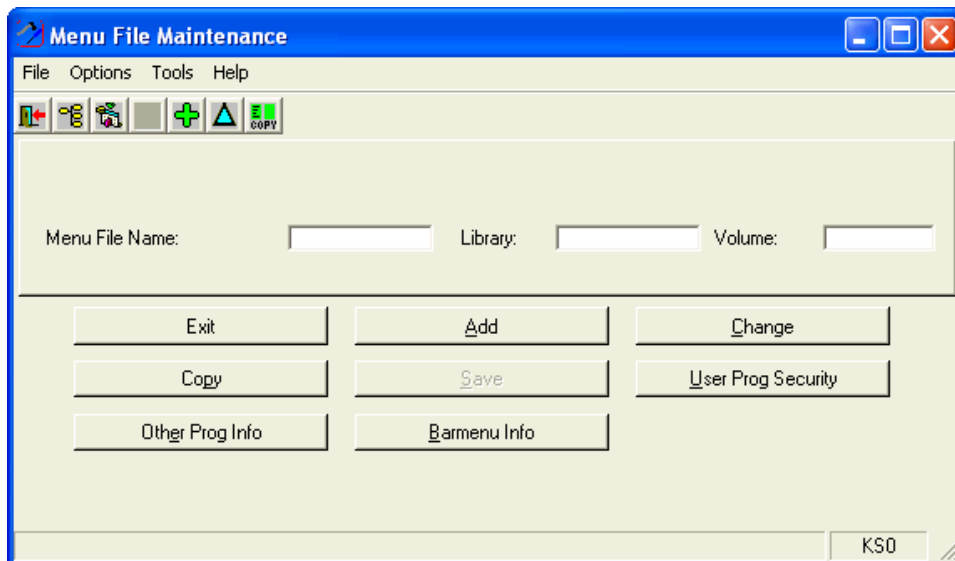 Menu File Maintenance
File Options Tools Help
COPY
Menu File Name: Library: Volume:
Exit Add Change
Copy Save User Prog Security
Other Prog Info Barmenu Info
KS0